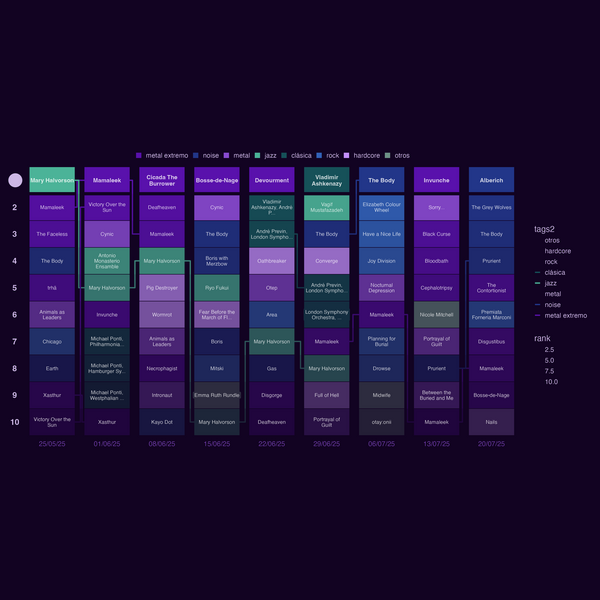 metal extremo noise metal jazz clásica rock hardcore otros
Mary Halvorson Mamaleek Cicada The Burrower Bosse-de-Nage Devourment Vladimir Ashkenazy The Body Invunche Alberich
2 Mamaleek Victory Over the Sun Deafheaven Cynic Vladimir Ashkenazy, André P... Vagif Mustafazadeh Elizabeth Colour Wheel Sorry... The Grey Wolves
3 The Faceless Cynic Mamaleek The Body André Previn, London Sympho... The Body Have a Nice Life Black Curse The Body
4 The Body Antonio Monasterio Ensamble Mary Halvorson Boris with Merzbow Oathbreaker Converge Joy Division Bloodbath Prurient
5 Irhä Mary Halvorson Pig Destroyer Ryo Fukui Otep André Previn, London Sympho... Nocturnal Depression Cephalotripsy The Contortionist
6 Animals as Leaders Invunche Wormrot Fear Before the March of Fl... Area London Symphony Orchestra, ... Mamaleek Nicole Mitchell Premiata Forneria Marconi
7 Chicago Michael Ponti, Philharmonia... Animals as Leaders Boris Mary Halvorson Mamaleek Planning for Burial Portrayal of Guilt Disgustibus
8 Earth Michael Ponti, Hamburger Sy... Necrophagist Mitski Gas Mary Halvorson Drowse Prurient Mamaleek
9 Xasthur Michael Ponti, Westphalian ... Intronaut Emma Ruth Rundle Disgorge Full of Hell Midwife Between the Buried and Me Bosse-de-Nage
10 Victory Over the Sun Xasthur Kayo Dot Mary Halvorson Deafheaven Portrayal of Guilt otay:onii Mamaleek Nails
25/05/25 01/06/25 08/06/25 15/06/25 22/06/25 29/06/25 06/07/25 13/07/25 20/07/25
tags2
otros
hardcore
rock
clásica
jazz
metal
noise
metal extremo
rank
2.5
5.0
7.5
10.0